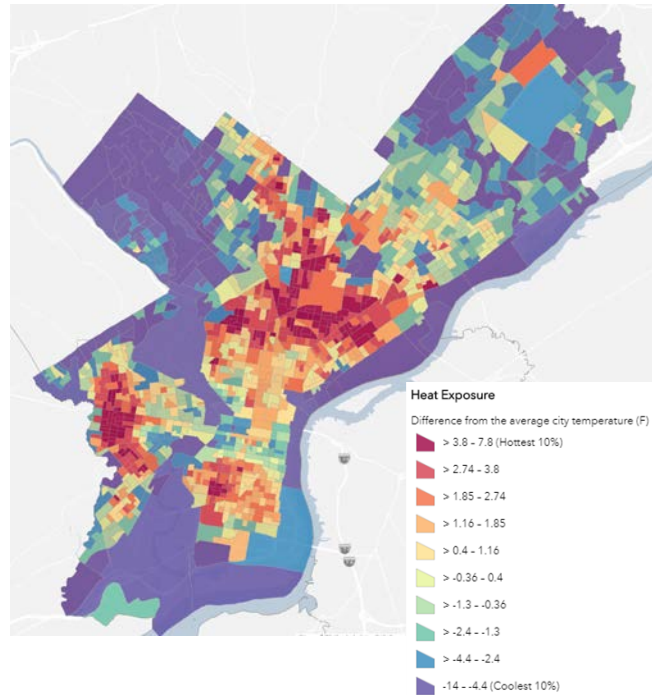 Heat Exposure
Difference from the average city temperature (F)
> 3.8 - 7.8 (Hottest 10%)
> 2.74 - 3.8
> 1.85 - 2.74
> 1.16 - 1.85
> 0.4 - 1.16
> -0.36 - 0.4
> -1.3 - -0.36
> -2.4 - -1.3
> -4.4 - -2.4
-14 - -4.4 (Coolest 10%)